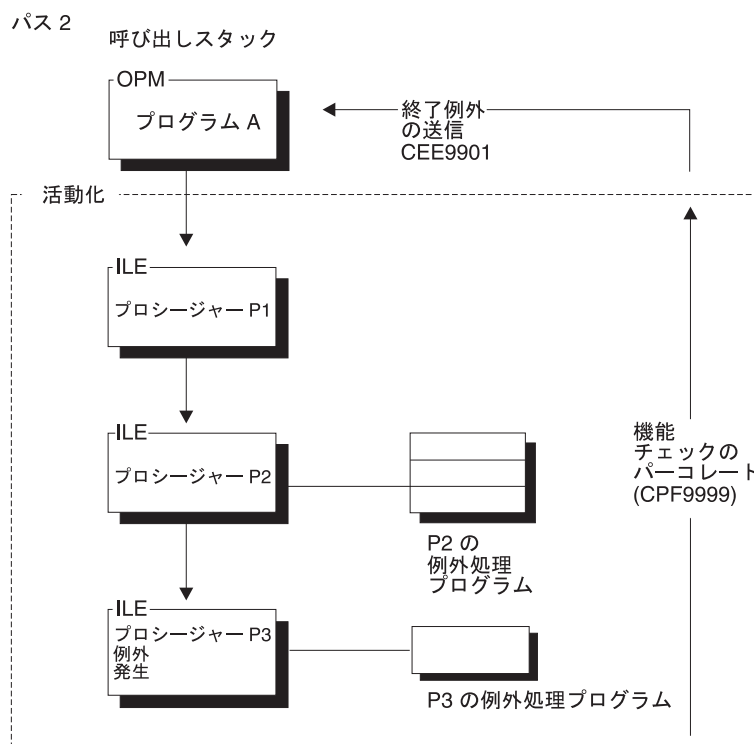 パス 2
呼び出しスタック
OPM
プログラム A
終了例外
の送信
CEE9901
活動化
ILE
プロシージャー P1
ILE
プロシージャー P2
機能
チェックの
パーコレート
(CPF9999)
P2 の
例外処理
プログラム
ILE
プロシージャー P3
例外
発生
P3 の例外処理プログラム